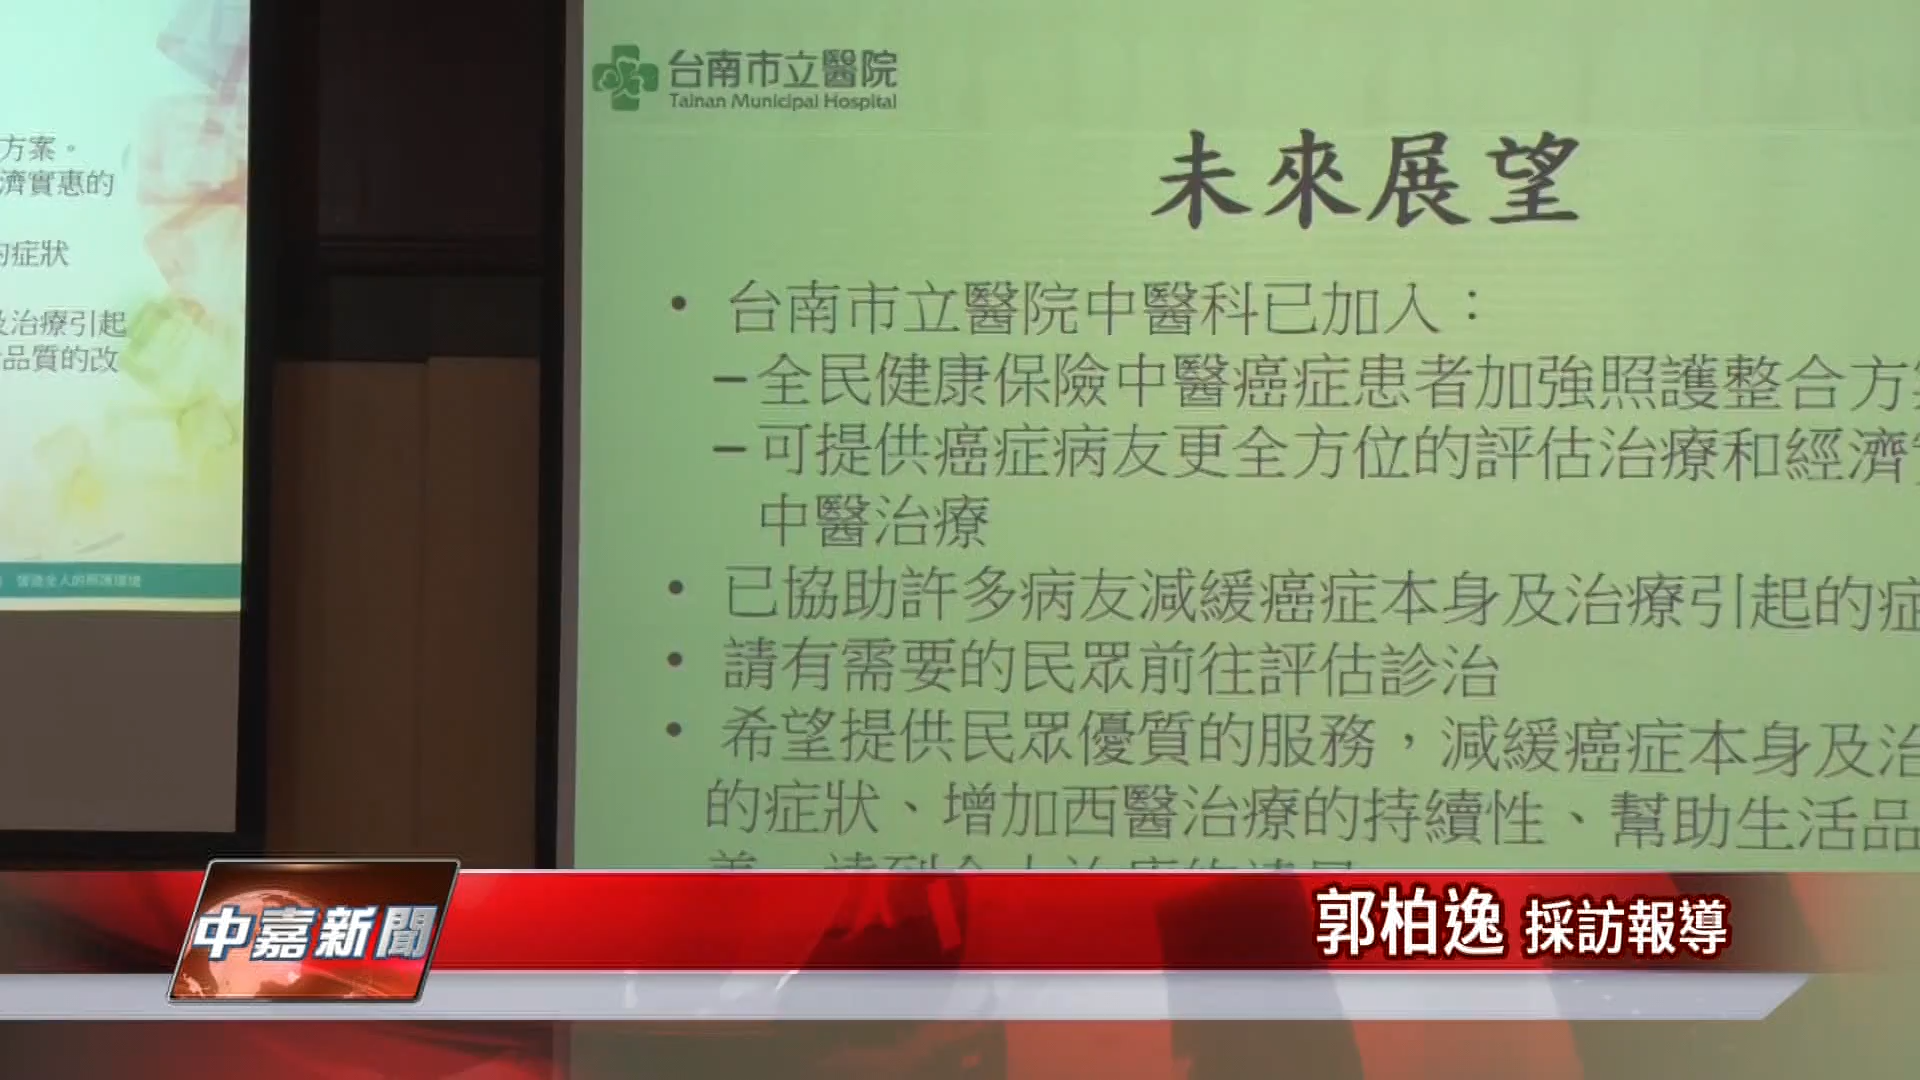 方案。
濟實惠的
的症狀
及治療引起
品質的改
台南市立醫院
Tainan Municipal Hospital
未來展望
• 台南市立醫院中醫科已加入：
–全民健康保險中醫癌症患者加強照護整合方
–可提供癌症病友更全方位的評估治療和經濟
中醫治療
• 已協助許多病友減緩癌症本身及治療引起的症
• 請有需要的民眾前往評估診治
• 希望提供民眾優質的服務，減緩癌症本身及治
的症狀、增加西醫治療的持續性、幫助生活品
中嘉新聞
郭柏逸 採訪報導